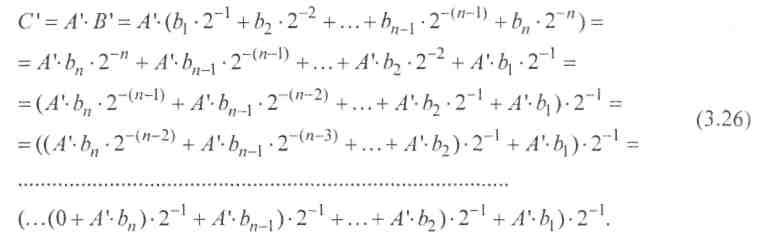 C' = A'· B' = A'·(b₁ · 2⁻¹ + b₂ · 2⁻² + ... + bₙ₋₁ · 2⁻⁽ⁿ⁻¹⁾ + bₙ · 2⁻ⁿ) =
= A'· bₙ · 2⁻ⁿ + A'· bₙ₋₁ · 2⁻⁽ⁿ⁻¹⁾ + ... + A'· b₂ · 2⁻² + A'· b₁ · 2⁻¹ =
= (A'· bₙ · 2⁻⁽ⁿ⁻¹⁾ + A'· bₙ₋₁ · 2⁻⁽ⁿ⁻²⁾ + ... + A'· b₂ · 2⁻¹ + A'· b₁) · 2⁻¹ =
(3.26)
= ((A'· bₙ · 2⁻⁽ⁿ⁻²⁾ + A'· bₙ₋₁ · 2⁻⁽ⁿ⁻³⁾ + ... + A'· b₂) · 2⁻¹ + A'· b₁) · 2⁻¹ =
......................................................................................
(...(0 + A'· bₙ) · 2⁻¹ + A'· bₙ₋₁) · 2⁻¹ + ... + A'· b₂) · 2⁻¹ + A'· b₁) · 2⁻¹.